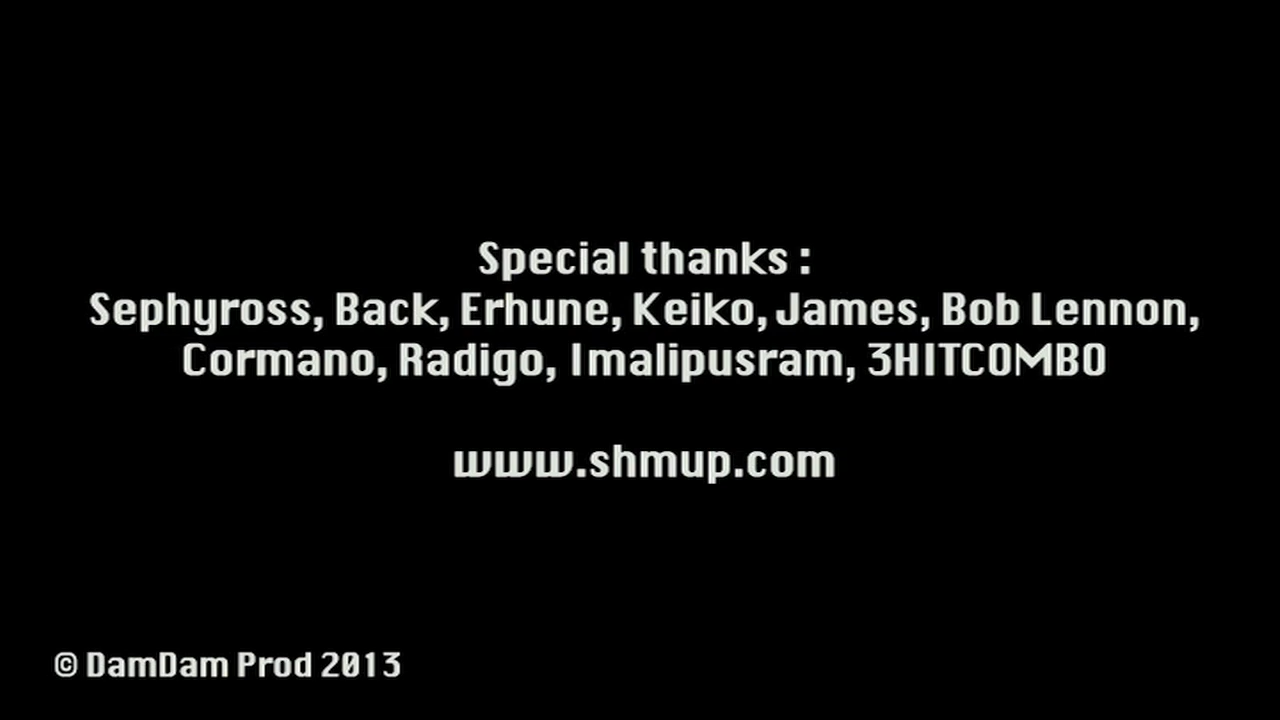 Special thanks :
Sephyross, Back, Erhune, Keiko, James, Bob Lennon,
Cormano, Radigo, Imalipusram, 3HITCOMBO
www.shmup.com
© DamDam Prod 2013